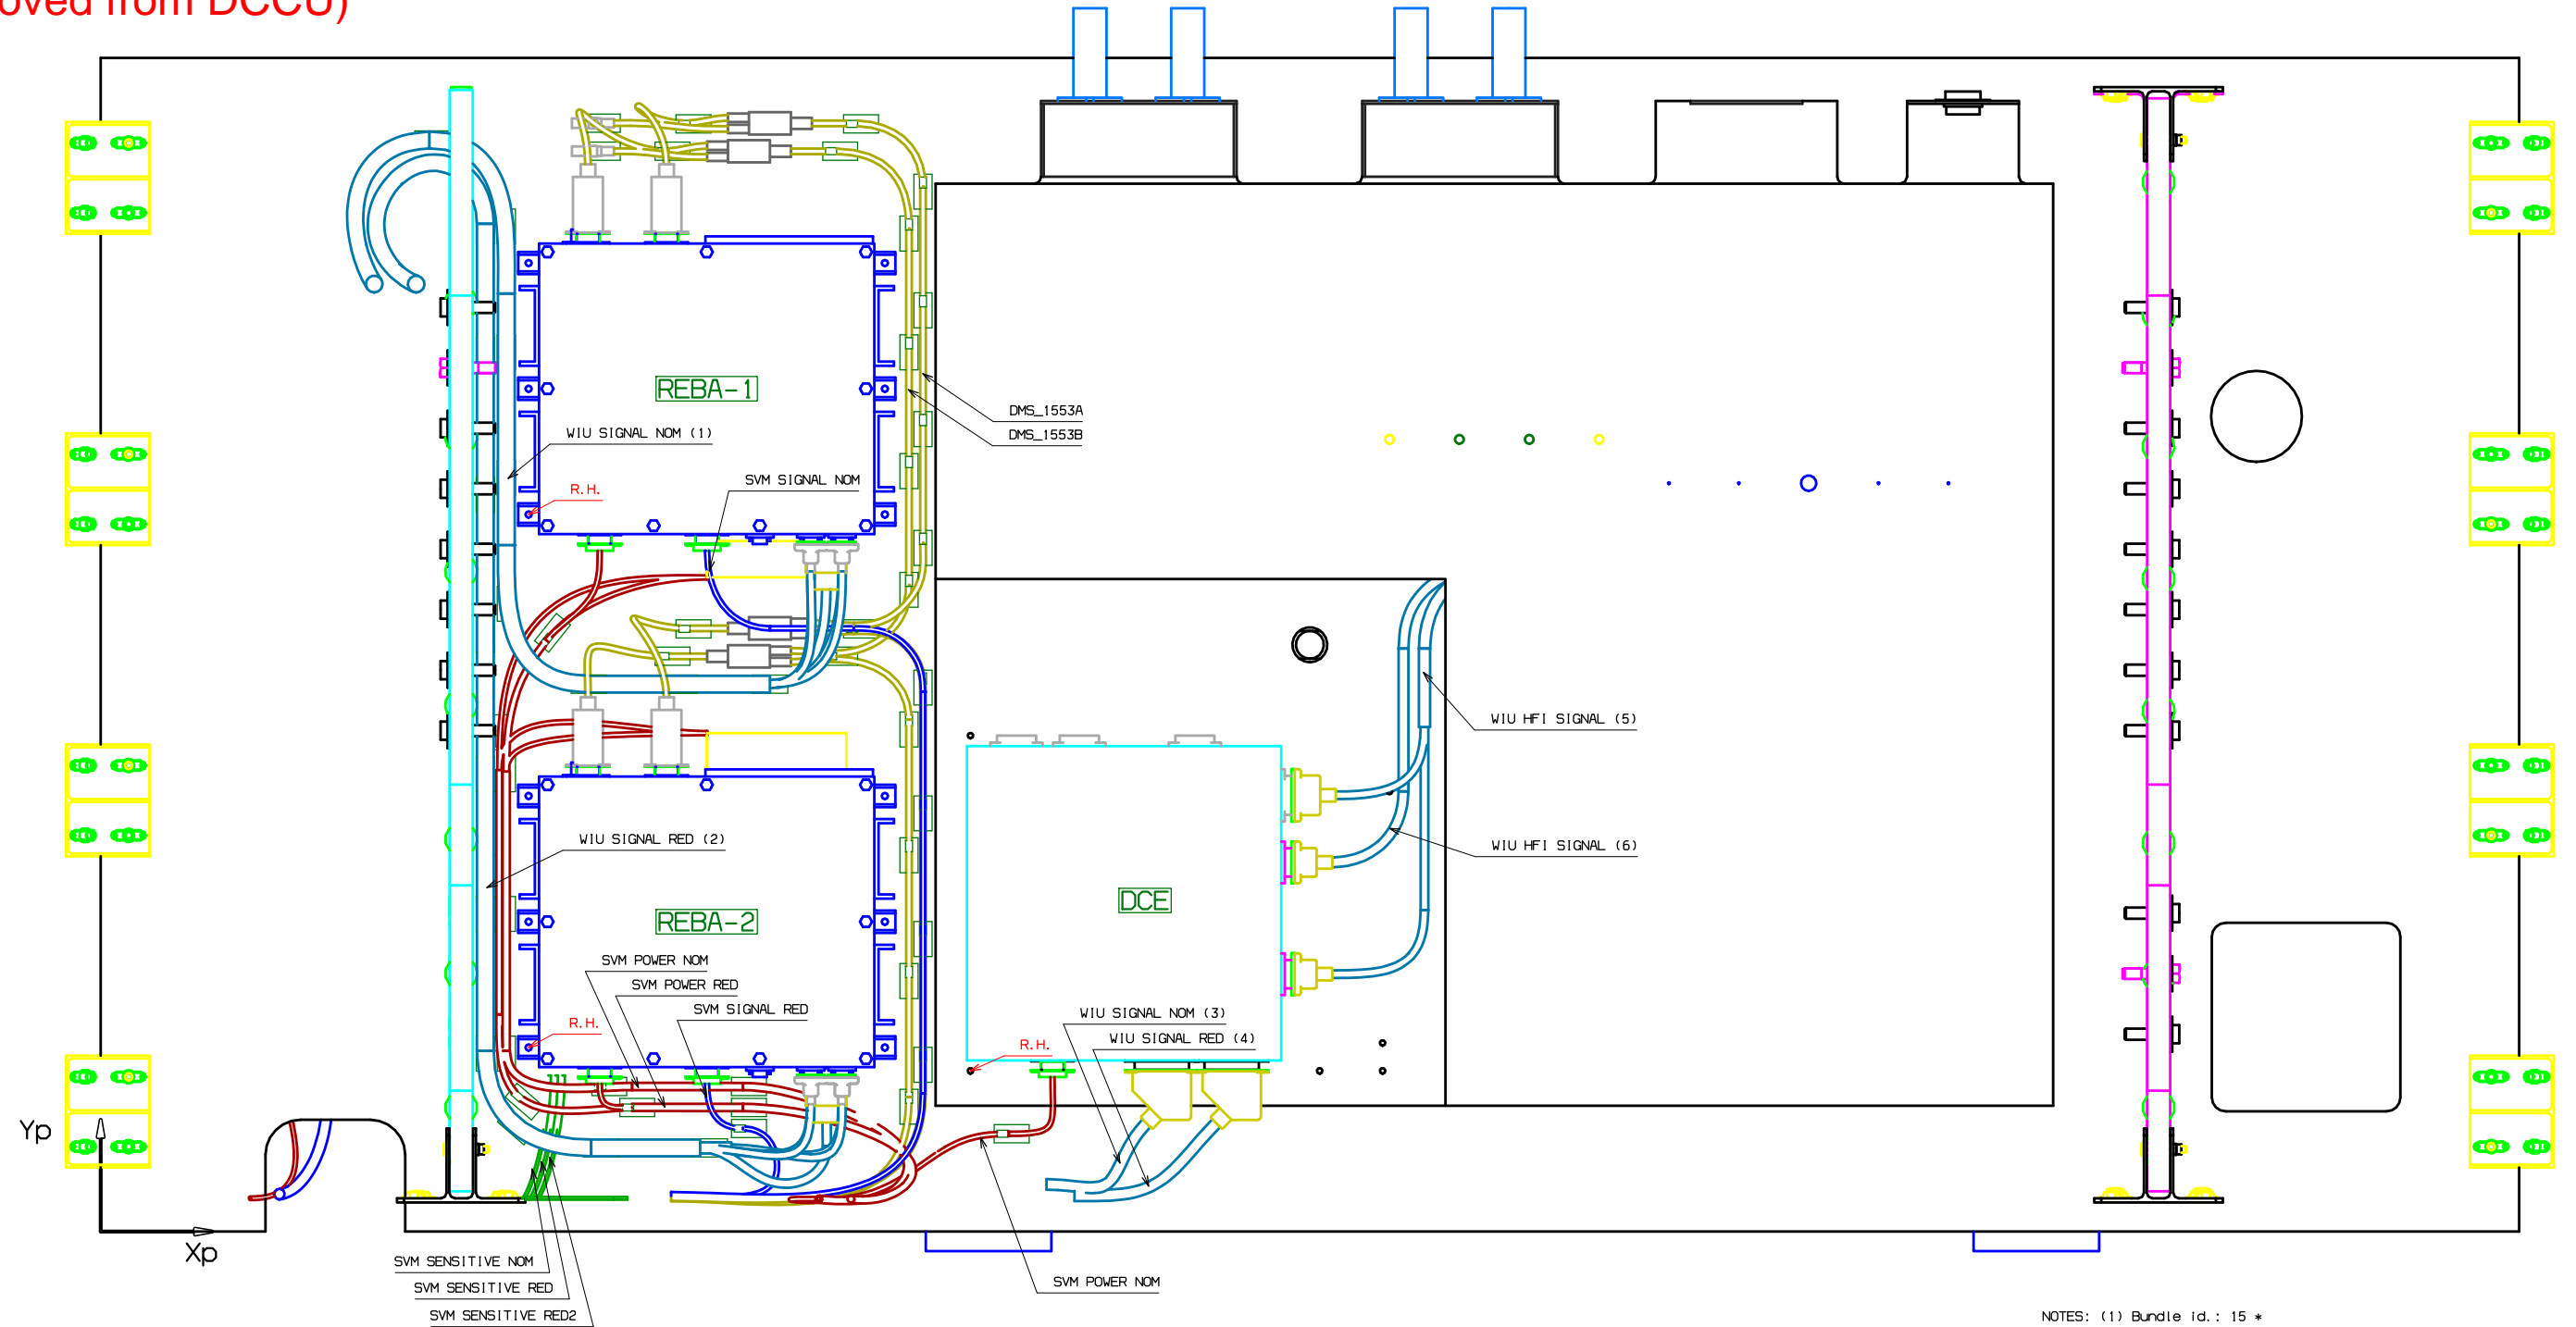 oved from DCCU)
REBA-1
DMS_1553A
DMS_1553B
WIU SIGNAL NOM (1)
SVM SIGNAL NOM
R.H.
WIU HFI SIGNAL (5)
WIU SIGNAL RED (2)
WIU HFI SIGNAL (6)
DCE
REBA-2
SVM POWER NOM
SVM POWER RED
SVM SIGNAL RED
WIU SIGNAL NOM (3)
R.H.
WIU SIGNAL RED (4)
R.H.
Yp
Xp
SVM SENSITIVE NOM
SVM SENSITIVE RED
SVM POWER NOM
SVM SENSITIVE RED2
NOTES: (1) Bundle id.: 15 *